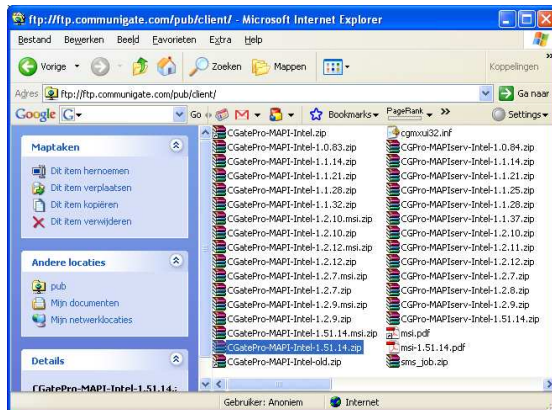 ftp://ftp.communigate.com/pub/client/ - Microsoft Internet Explorer
Bestand Bewerken Beeld Favorieten Extra Help
Vorige Zoeken Mappen Koppelingen
Adres ftp://ftp.communigate.com/pub/client/ Ga naar
Google G Go M Bookmarks PageRank Settings
Maptaken
Dit item hernoemen
Dit item verplaatsen
Dit item kopiëren
Dit item verwijderen
Andere locaties
pub
Mijn documenten
Mijn netwerklocaties
Details
CGatePro-MAPI-Intel-1.51.14.:
CGatePro-MAPI-Intel.zip
CGatePro-MAPI-Intel-1.0.83.zip
CGatePro-MAPI-Intel-1.1.14.zip
CGatePro-MAPI-Intel-1.1.21.zip
CGatePro-MAPI-Intel-1.1.28.zip
CGatePro-MAPI-Intel-1.1.32.zip
CGatePro-MAPI-Intel-1.2.10.msi.zip
CGatePro-MAPI-Intel-1.2.10.zip
CGatePro-MAPI-Intel-1.2.12.msi.zip
CGatePro-MAPI-Intel-1.2.12.zip
CGatePro-MAPI-Intel-1.2.7.msi.zip
CGatePro-MAPI-Intel-1.2.7.zip
CGatePro-MAPI-Intel-1.2.9.msi.zip
CGatePro-MAPI-Intel-1.2.9.zip
CGatePro-MAPI-Intel-1.51.14.msi.zip
CGatePro-MAPI-Intel-1.51.14.zip
CGatePro-MAPI-Intel-old.zip
cgmxui32.inf
CGPro-MAPIserv-Intel-1.0.84.zip
CGPro-MAPIserv-Intel-1.1.14.zip
CGPro-MAPIserv-Intel-1.1.21.zip
CGPro-MAPIserv-Intel-1.1.25.zip
CGPro-MAPIserv-Intel-1.1.28.zip
CGPro-MAPIserv-Intel-1.1.37.zip
CGPro-MAPIserv-Intel-1.2.10.zip
CGPro-MAPIserv-Intel-1.2.11.zip
CGPro-MAPIserv-Intel-1.2.12.zip
CGPro-MAPIserv-Intel-1.2.7.zip
CGPro-MAPIserv-Intel-1.2.8.zip
CGPro-MAPIserv-Intel-1.2.9.zip
CGPro-MAPIserv-Intel-1.51.14.zip
msi.pdf
msi-1.51.14.pdf
sms_job.zip
Gebruiker: Anoniem Internet